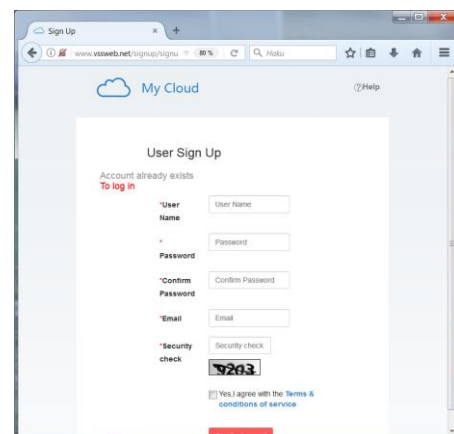 Sign Up
www.vssweb.net/signup/signu
80 %
Haku
My Cloud
Help
User Sign Up
Account already exists
To log in
*User Name
User Name
* Password
Password
*Confirm Password
Confirm Password
*Email
Email
*Security check
Security check
9203
Yes,I agree with the Terms &
conditions of service